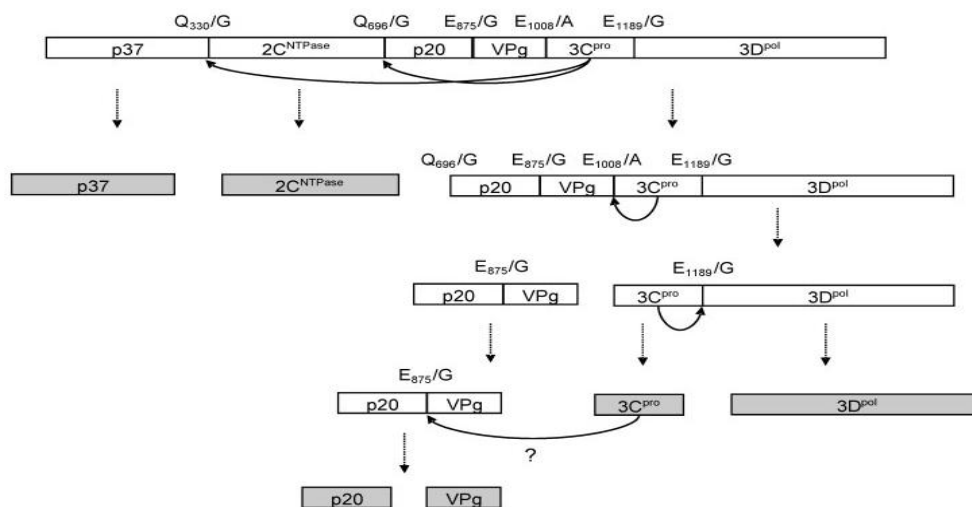 Q₃₃₀/G Q₆₉₆/G E₈₇₅/G E₁₀₀₈/A E₁₁₈₉/G
p37 2Cᴺᵀᴾᵃˢᵉ p20 VPg 3Cᵖʳᵒ 3Dᵖᵒˡ
Q₆₉₆/G E₈₇₅/G E₁₀₀₈/A E₁₁₈₉/G
p37 2Cᴺᵀᴾᵃˢᵉ p20 VPg 3Cᵖʳᵒ 3Dᵖᵒˡ
E₈₇₅/G E₁₁₈₉/G
p20 VPg 3Cᵖʳᵒ 3Dᵖᵒˡ
E₈₇₅/G
p20 VPg 3Cᵖʳᵒ 3Dᵖᵒˡ
?
p20 VPg